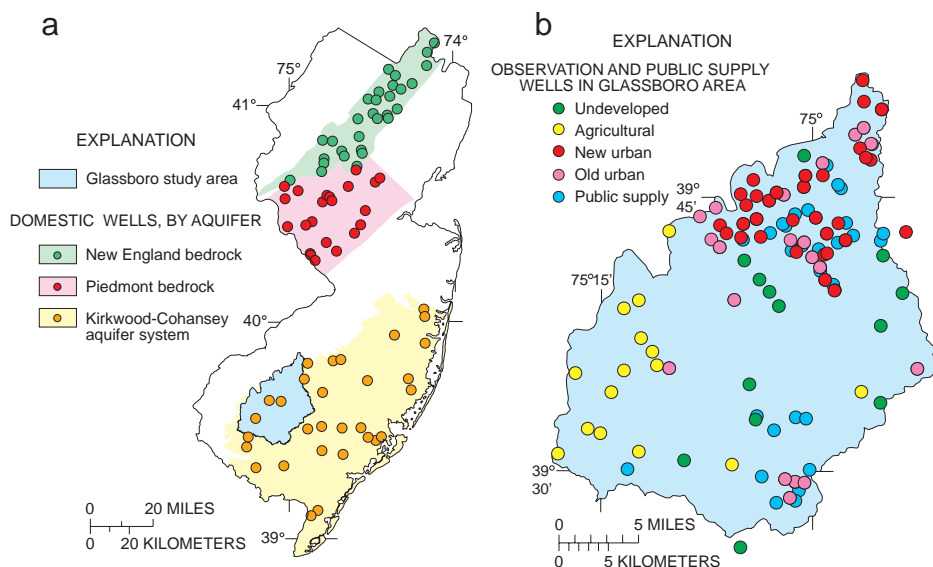 a
74°
75°
41°
EXPLANATION
Glassboro study area
DOMESTIC WELLS, BY AQUIFER
New England bedrock
Piedmont bedrock
Kirkwood-Cohansey
aquifer system
40°
0 20 MILES
0 20 KILOMETERS
39°
b
EXPLANATION
OBSERVATION AND PUBLIC SUPPLY
WELLS IN GLASSBORO AREA
Undeveloped
Agricultural
New urban
Old urban
Public supply
75°
39°
45'
75°15'
39°
30'
0 5 MILES
0 5 KILOMETERS